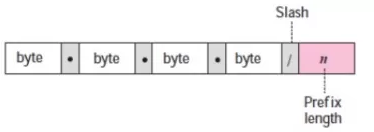 Slash
byte • byte • byte • byte / n
Prefix
length